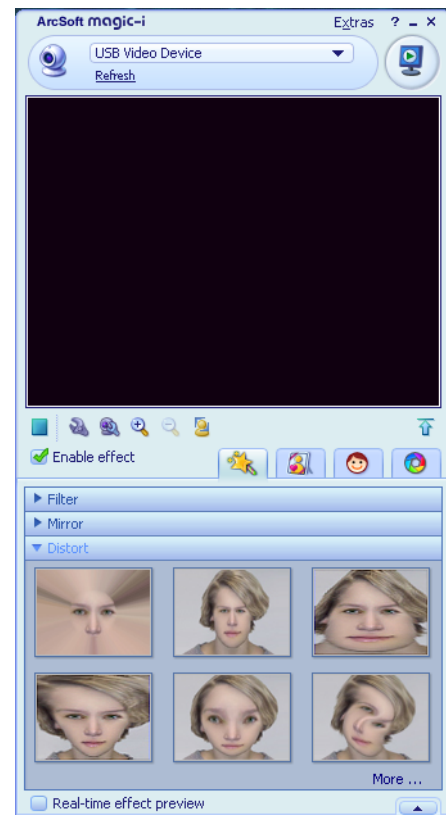 ArcSoft magic-i Extras ? – ×
USB Video Device
Refresh
Enable effect
Filter
Mirror
Distort
More ...
Real-time effect preview